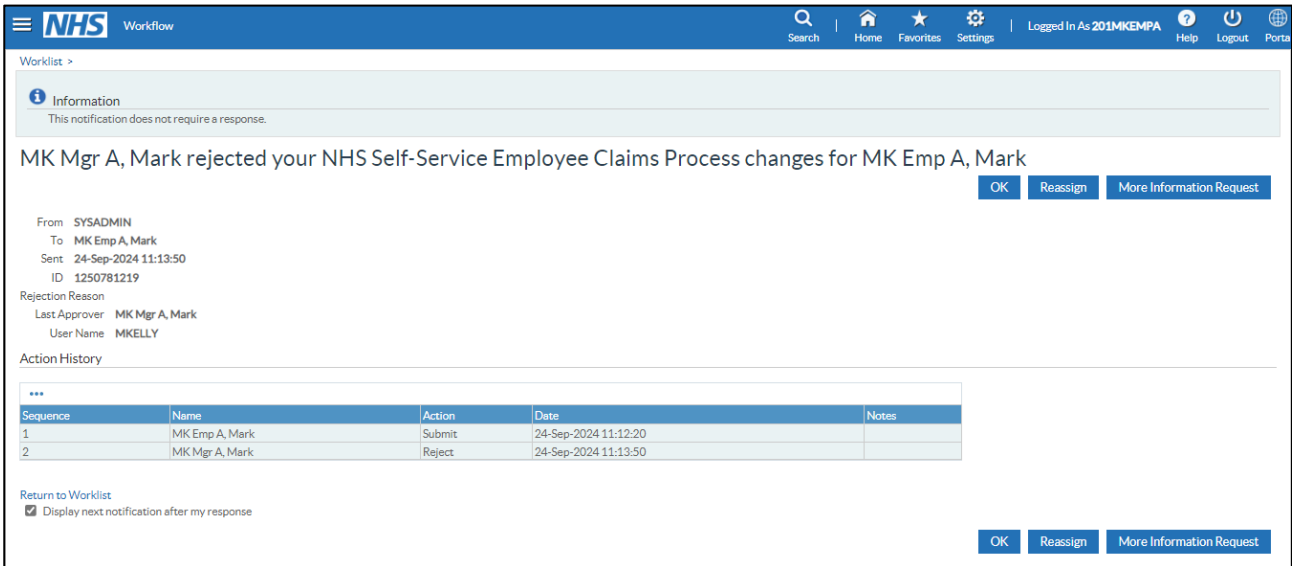 NHS Workflow Search Home Favorites Settings Logged In As 201MKEMPA Help Logout Porta
Worklist >
Information
This notification does not require a response.
MK Mgr A, Mark rejected your NHS Self-Service Employee Claims Process changes for MK Emp A, Mark
OK Reassign More Information Request
From SYSADMIN
To MK Emp A, Mark
Sent 24-Sep-2024 11:13:50
ID 1250781219
Rejection Reason
Last Approver MK Mgr A, Mark
User Name MKELLY
Action History
Sequence Name Action Date Notes
1 MK Emp A, Mark Submit 24-Sep-2024 11:12:20
2 MK Mgr A, Mark Reject 24-Sep-2024 11:13:50
Return to Worklist
Display next notification after my response
OK Reassign More Information Request